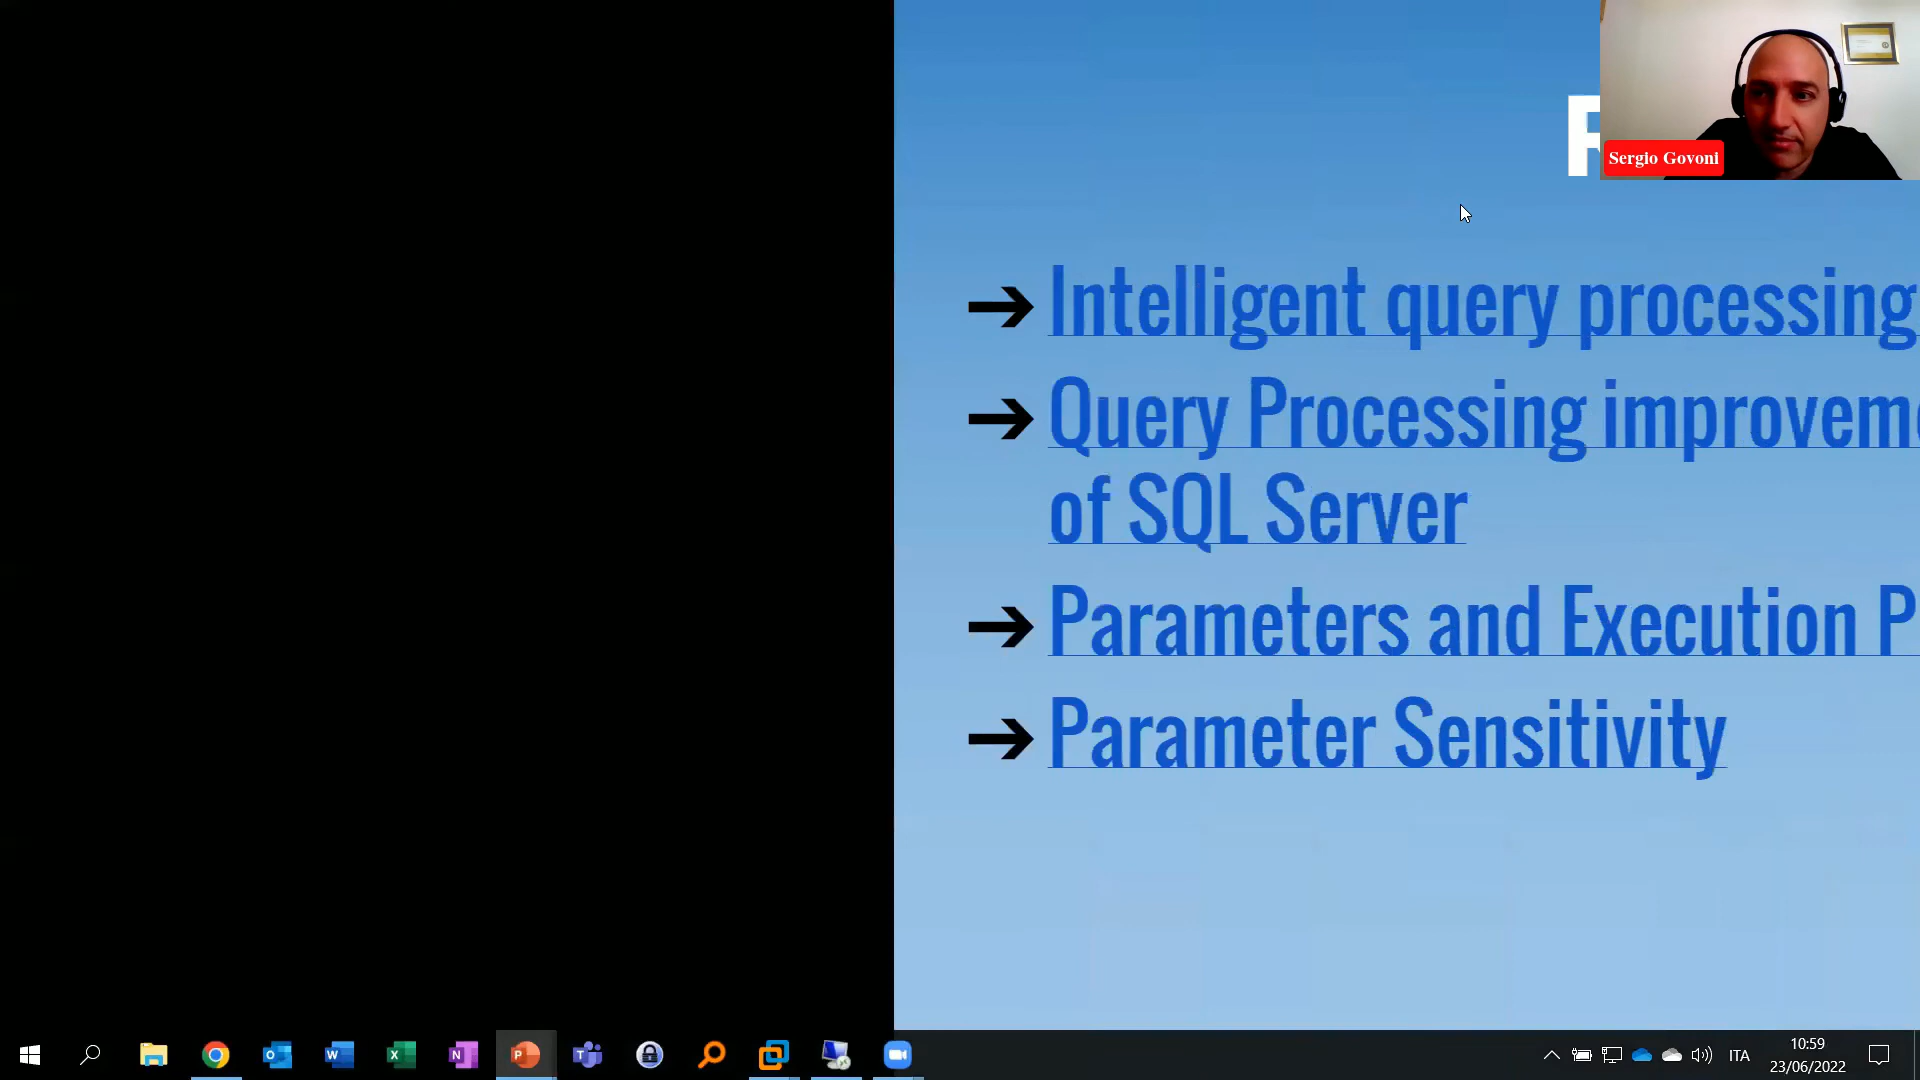 Sergio Govoni
Intelligent query processing
Query Processing
of SQL Server
Parameters and Execution
Parameter Sensitivity
ITA
10:59
23/06/2022